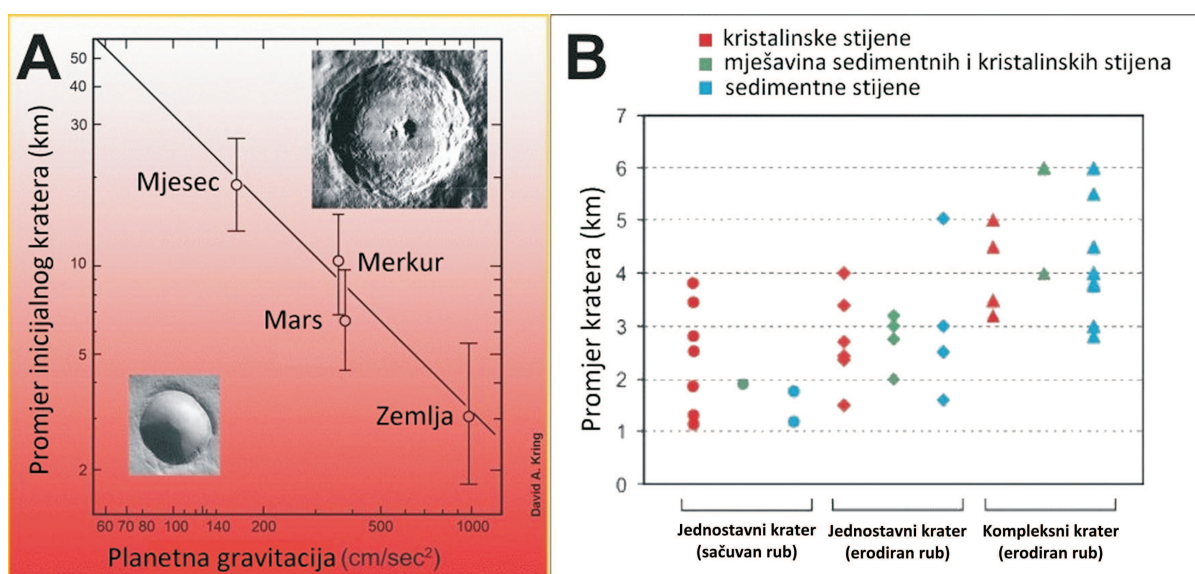 A
Promjer inicijalnog kratera (km)
50
40
30
10
5
2
Mjesec
Merkur
Mars
Zemlja
David A. Kring
60 70 80 100 120 140 200 500 1000
Planetna gravitacija (cm/sec²)
B
kristalinske stijene
mješavina sedimentnih i kristalinskih stijena
sedimentne stijene
Promjer kratera (km)
7
6
5
4
3
2
1
0
Jednostavni krater
(sačuvan rub)
Jednostavni krater
(erodiran rub)
Kompleksni krater
(erodiran rub)